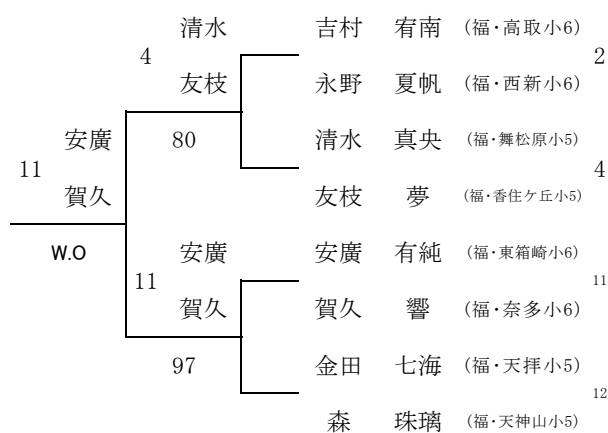 清水 吉村 宥南 (福・高取小6)
4 2
友枝 永野 夏帆 (福・西新小6)
安廣 80 清水 真央 (福・舞松原小5)
11 4
賀久 友枝 夢 (福・香住ケ丘小5)
W.O 安廣 安廣 有純 (福・東箱崎小6)
11 11
賀久 賀久 響 (福・奈多小6)
97 金田 七海 (福・天拝小5)
12
森 珠璃 (福・天神山小5)